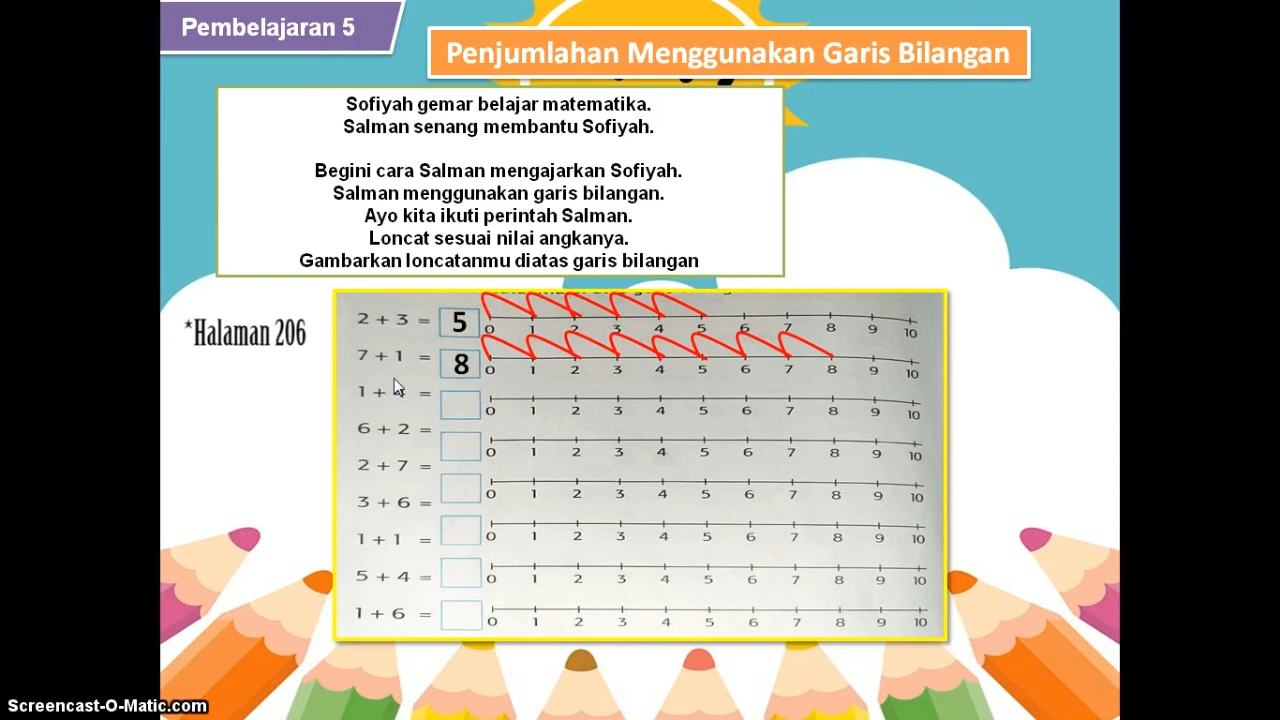 Pembelajaran 5
Penjumlahan Menggunakan Garis Bilangan
Sofiyah gemar belajar matematika.
Salman senang membantu Sofiyah.
Begini cara Salman mengajarkan Sofiyah.
Salman menggunakan garis bilangan.
Ayo kita ikuti perintah Salman.
Loncat sesuai nilai angkanya.
Gambarkan loncatanmu diatas garis bilangan
*Halaman 206
2 + 3 = 5 0 1 2 3 4 5 6 7 8 9 10
7 + 1 = 8 0 1 2 3 4 5 6 7 8 9 10
1 + = 0 1 2 3 4 5 6 7 8 9 10
6 + 2 = 0 1 2 3 4 5 6 7 8 9 10
2 + 7 = 0 1 2 3 4 5 6 7 8 9 10
3 + 6 = 0 1 2 3 4 5 6 7 8 9 10
1 + 1 = 0 1 2 3 4 5 6 7 8 9 10
5 + 4 = 0 1 2 3 4 5 6 7 8 9 10
1 + 6 = 0 1 2 3 4 5 6 7 8 9 10
Screencast-O-Matic.com